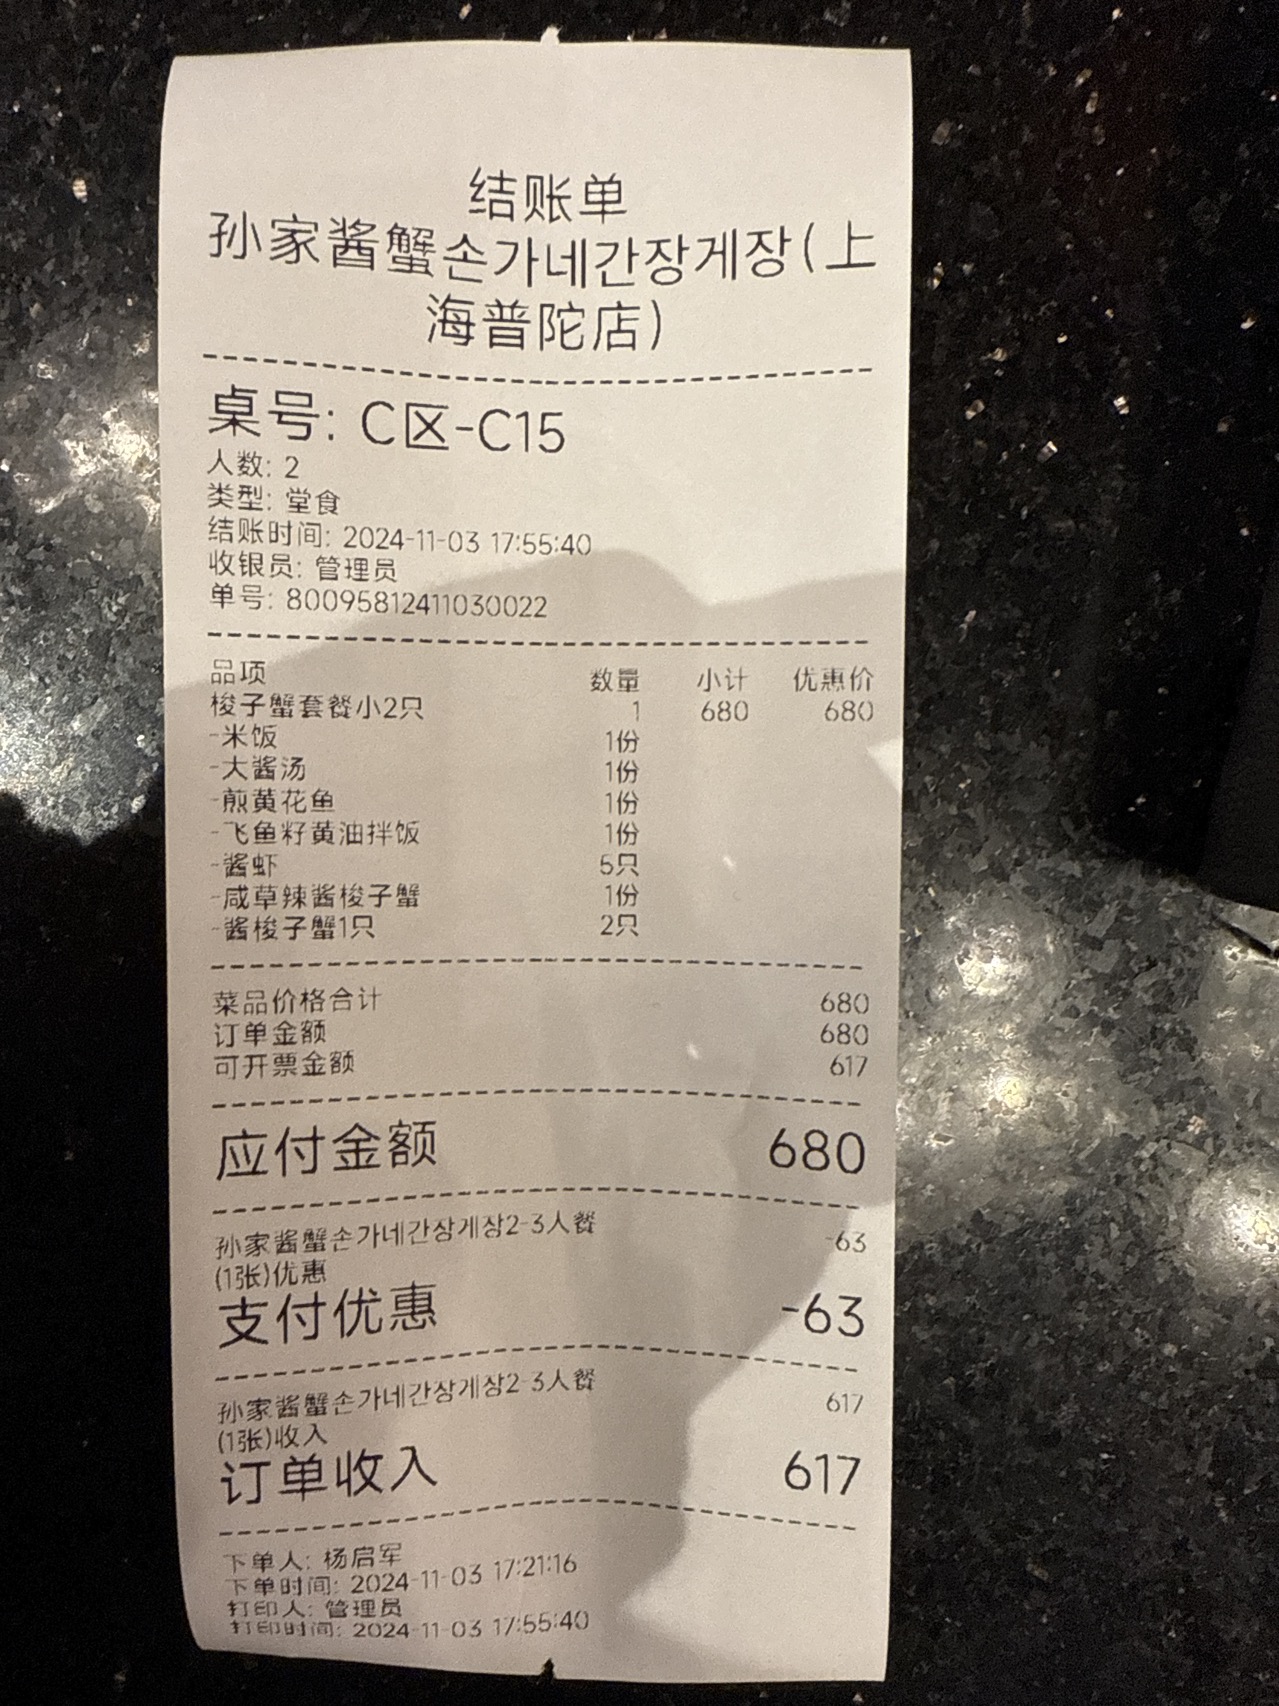 结账单
孙家酱蟹손가네간장게장(上
海普陀店)
桌号: C区-C15
人数: 2
类型: 堂食
结账时间: 2024-11-03 17:55:40
收银员: 管理员
单号: 80095812411030022
品项 数量 小计 优惠价
梭子蟹套餐小2只 1 680 680
-米饭 1份
-大酱汤 1份
-煎黄花鱼 1份
-飞鱼籽黄油拌饭 1份
-酱虾 5只
-咸草辣酱梭子蟹 1份
-酱梭子蟹1只 2只
菜品价格合计 680
订单金额 680
可开票金额 617
应付金额 680
孙家酱蟹손가네간장게장2-3人餐 -63
(1张)优惠
支付优惠 -63
孙家酱蟹손가네간장게장2-3人餐 617
(1张)收入
订单收入 617
下单人: 杨启军
下单时间: 2024-11-03 17:21:16
打印人: 管理员
打印时间: 2024-11-03 17:55:40